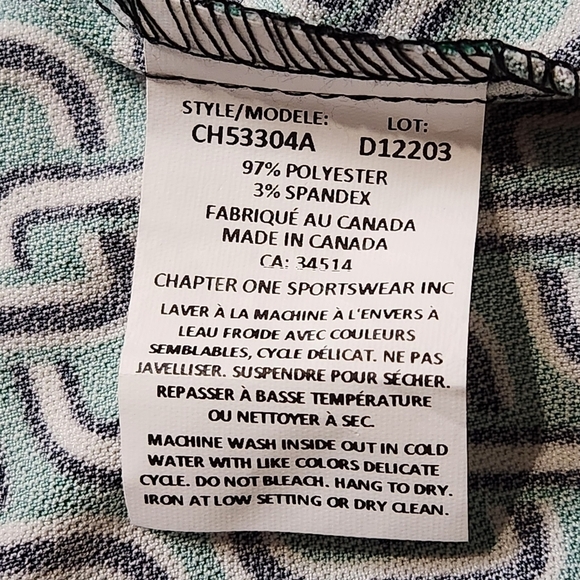 STYLE/MODELE: LOT:
CH53304A D12203
97% POLYESTER
3% SPANDEX
FABRIQUÉ AU CANADA
MADE IN CANADA
CA: 34514
CHAPTER ONE SPORTSWEAR INC
LAVER À LA MACHINE À L'ENVERS À
LEAU FROIDE AVEC COULEURS
SEMBLABLES, CYCLE DÉLICAT. NE PAS
JAVELLISER. SUSPENDRE POUR SÉCHER.
REPASSER À BASSE TEMPÉRATURE
OU NETTOYER À SEC.
MACHINE WASH INSIDE OUT IN COLD
WATER WITH LIKE COLORS DELICATE
CYCLE. DO NOT BLEACH. HANG TO DRY.
IRON AT LOW SETTING OR DRY CLEAN.